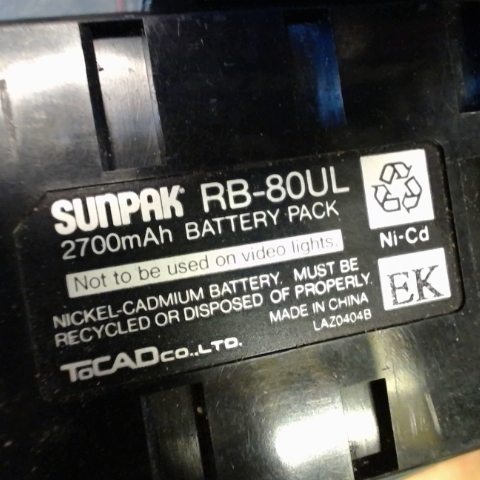 SUNPAK RB-80UL
2700mAh BATTERY PACK
Not to be used on video lights.
NICKEL-CADMIUM BATTERY. MUST BE
RECYCLED OR DISPOSED OF PROPERLY.
MADE IN CHINA
LAZ0404B
ToCAD CO.,LTD.
Ni-Cd
EK